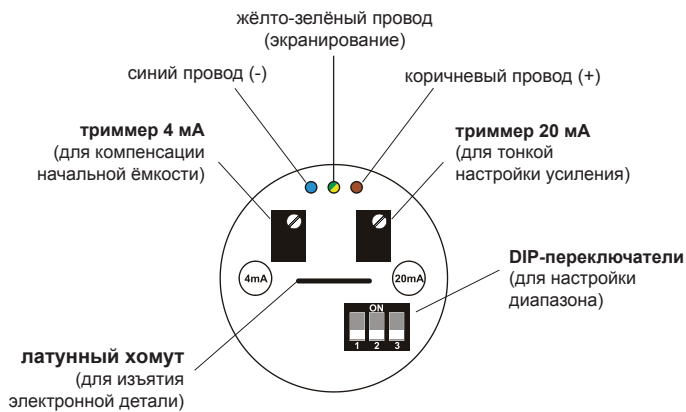 жёлто-зелёный провод
(экранирование)
синий провод (-)
коричневый провод (+)
триммер 4 мА
(для компенсации
начальной ёмкости)
триммер 20 мА
(для тонкой
настройки усиления)
4mA
20mA
DIP-переключатели
(для настройки
диапазона)
ON
1 2 3
латунный хомут
(для изъятия
электронной детали)